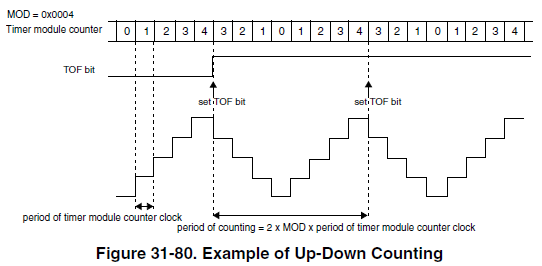 MOD = 0x0004
Timer module counter 0 1 2 3 4 3 2 1 0 1 2 3 4 3 2 1 0 1 2 3 4
TOF bit
set TOF bit set TOF bit
period of timer module counter clock
period of counting = 2 x MOD x period of timer module counter clock
Figure 31-80. Example of Up-Down Counting